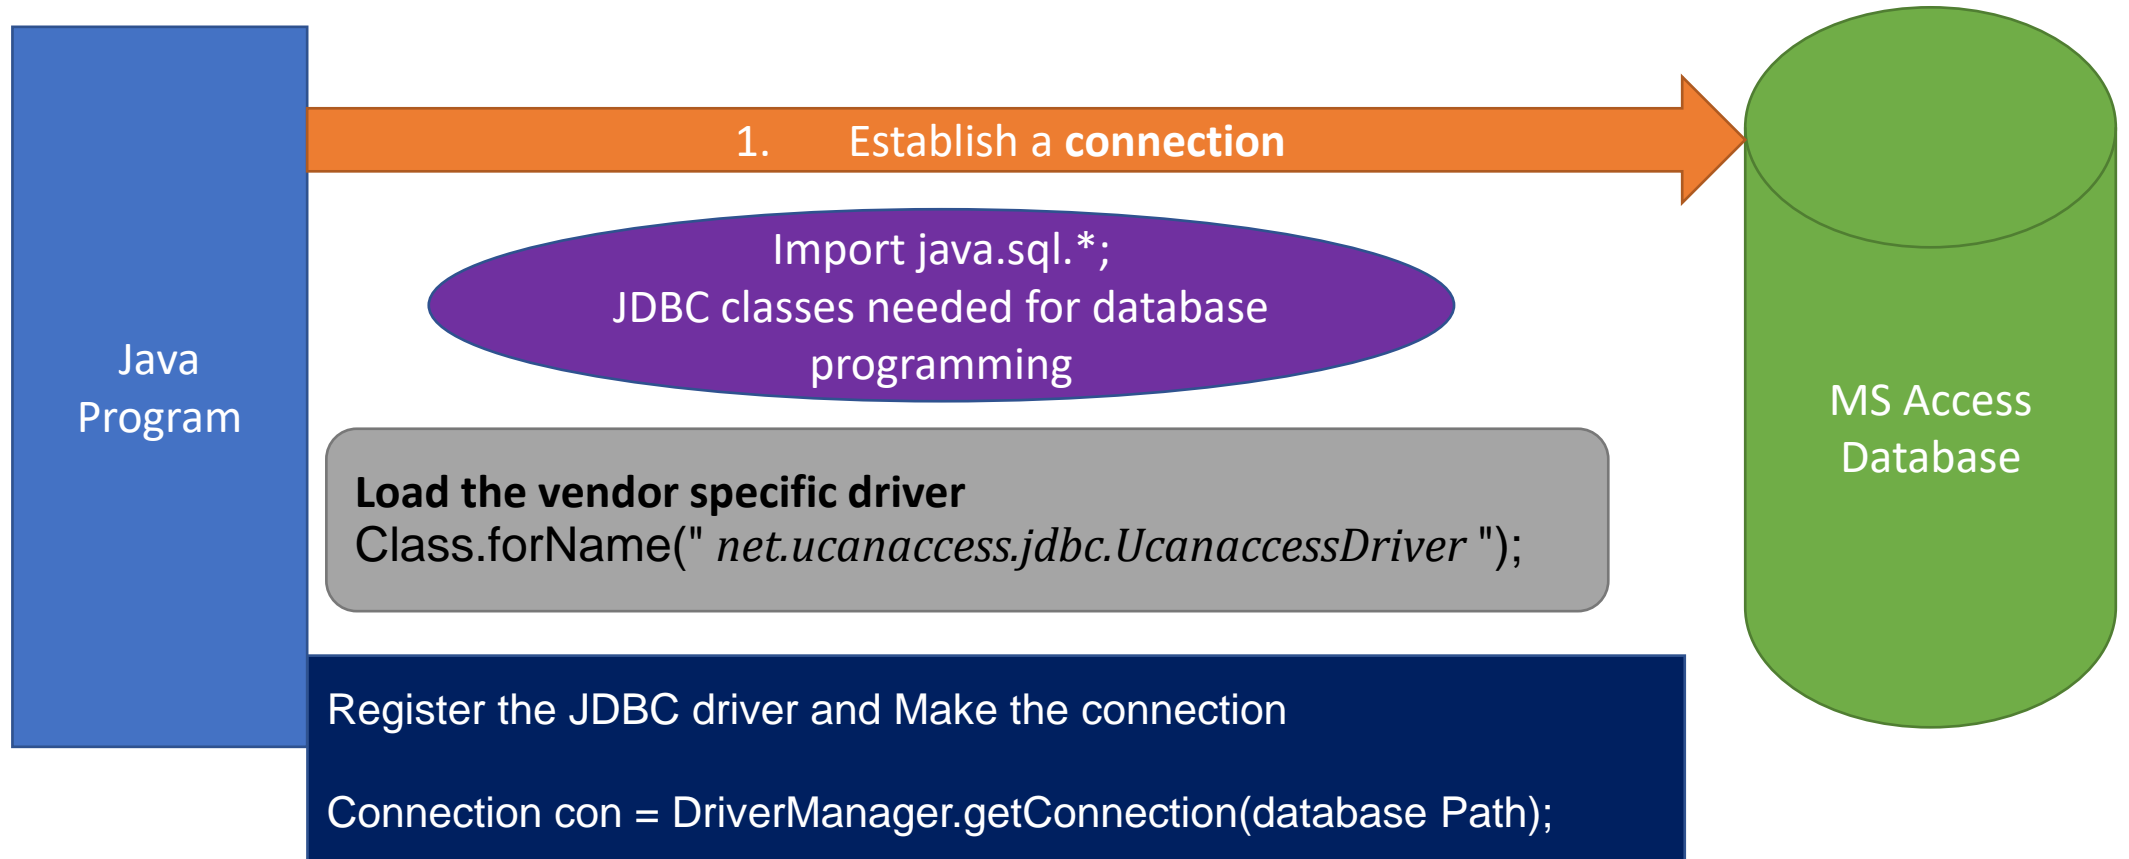 1. Establish a connection
Import java.sql.*;
JDBC classes needed for database
programming
Java
Program
MS Access
Database
Load the vendor specific driver
Class.forName(" net.ucanaccess.jdbc.UcanaccessDriver ");
Register the JDBC driver and Make the connection
Connection con = DriverManager.getConnection(database Path);